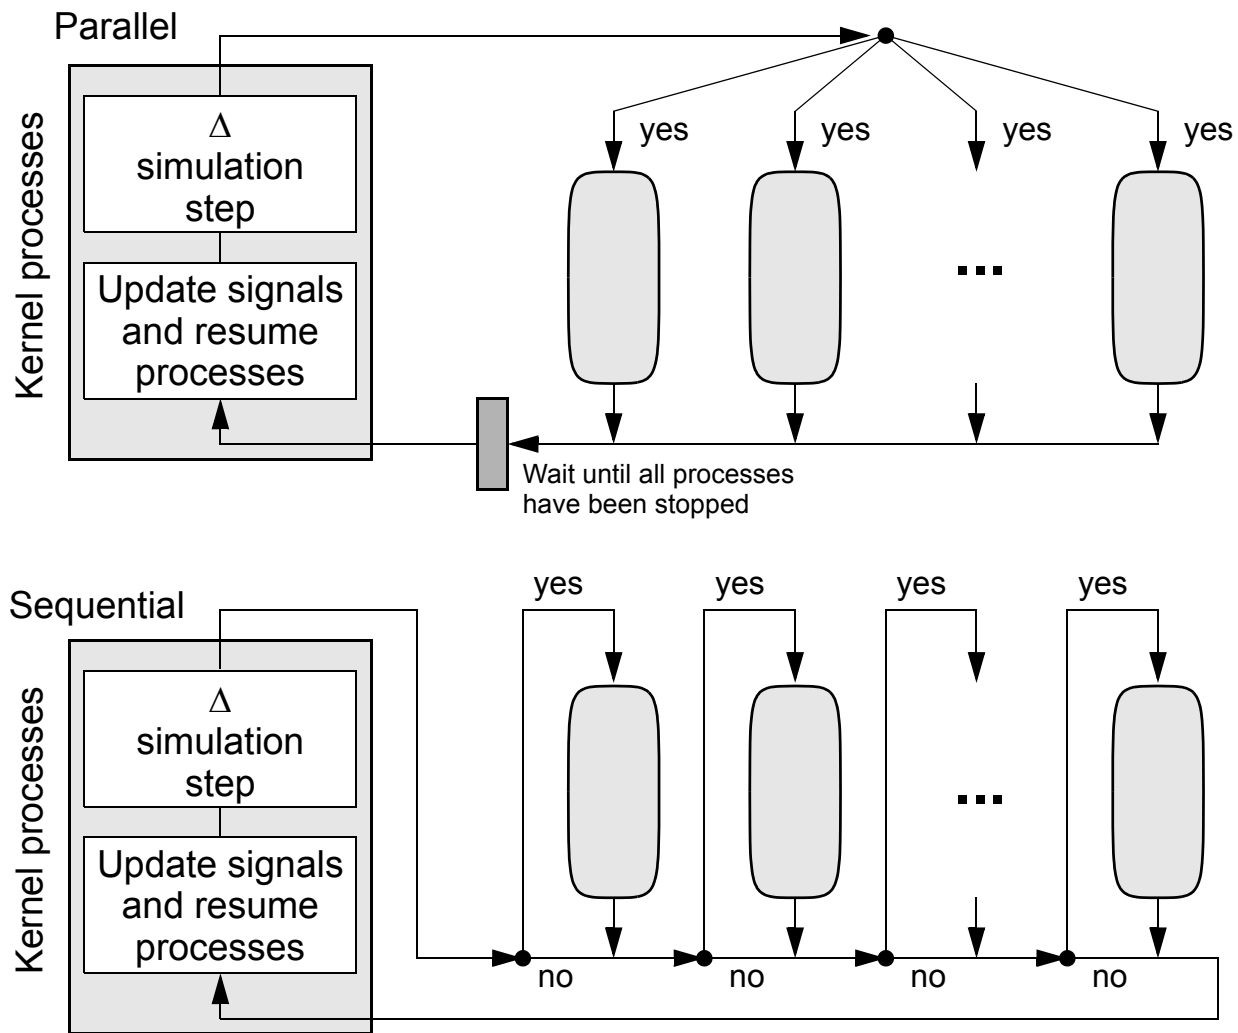 Parallel
Kernel processes
Δ
simulation
step
Update signals
and resume
processes
yes
yes
yes
yes
...
Wait until all processes
have been stopped
Sequential
Kernel processes
Δ
simulation
step
Update signals
and resume
processes
yes
yes
yes
yes
...
no
no
no
no